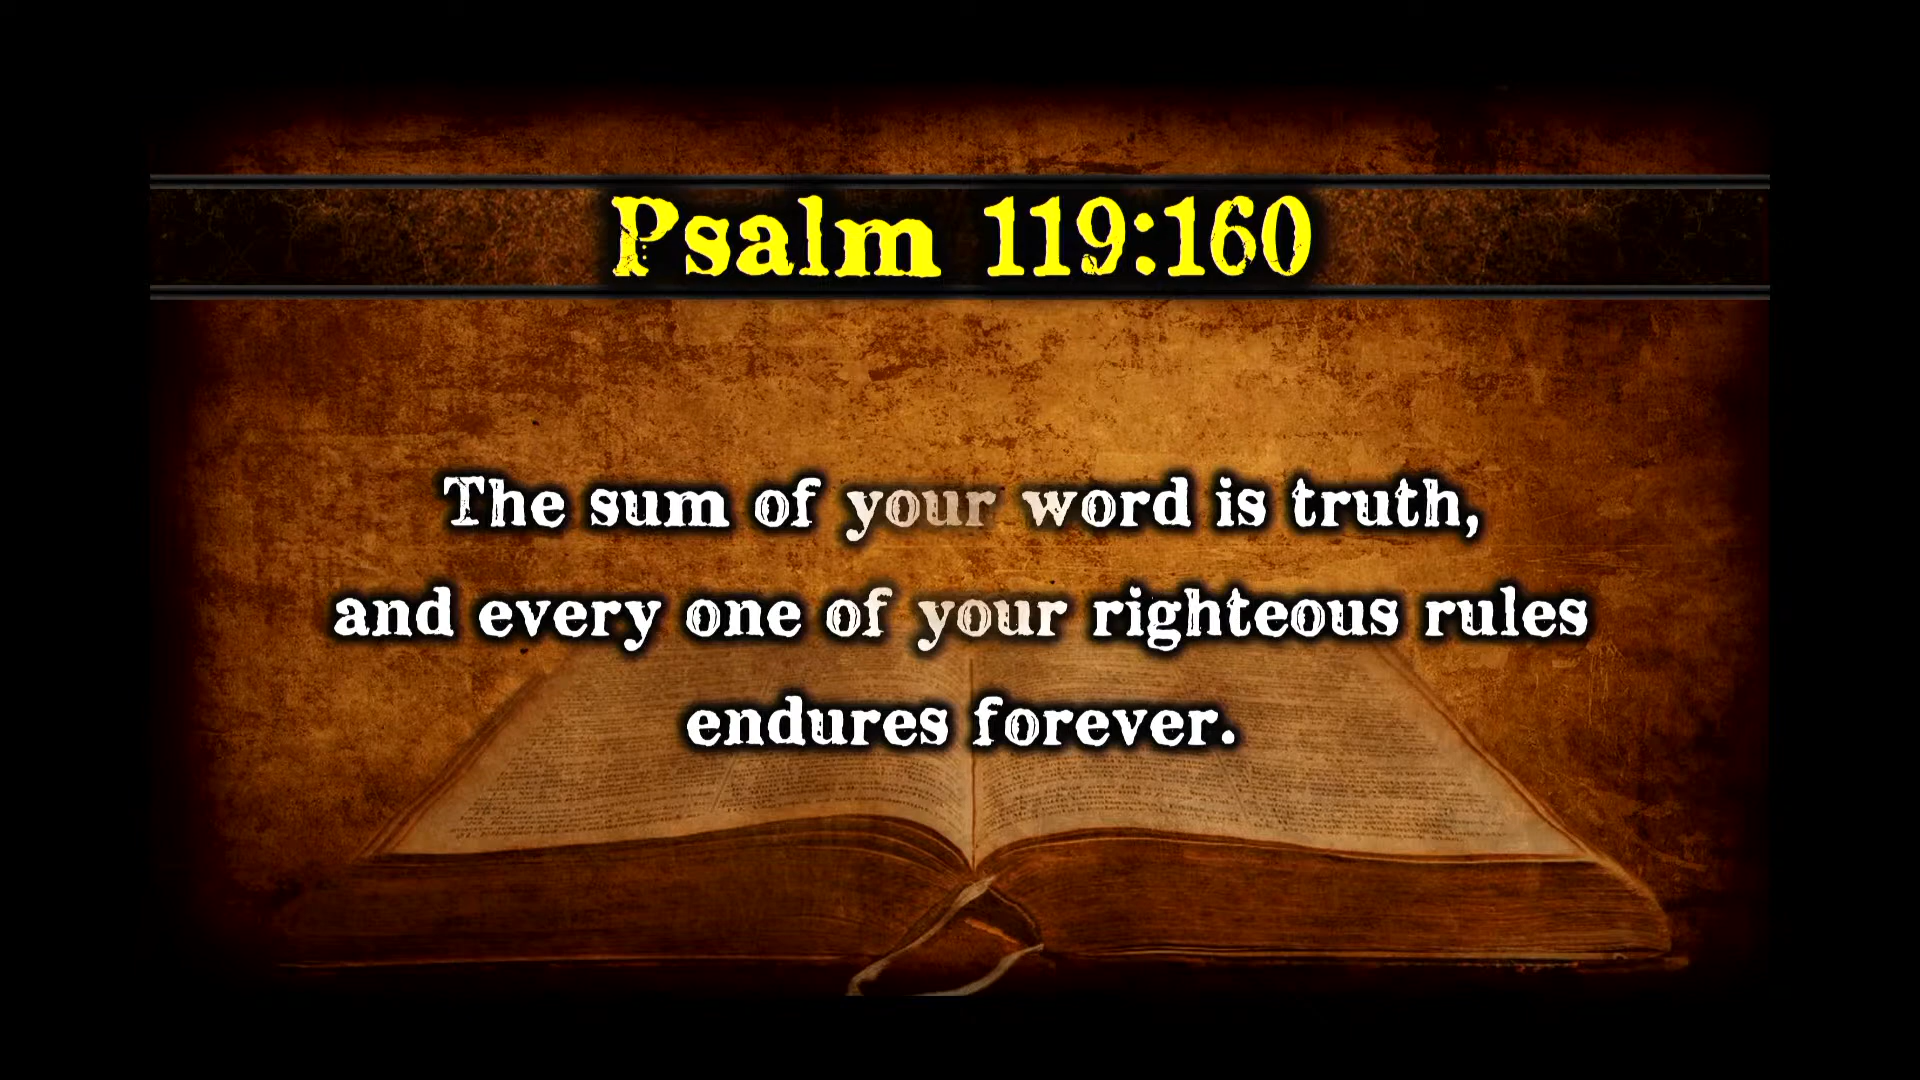 Psalm 119:160
The sum of your word is truth,
and every one of your righteous rules
endures forever.